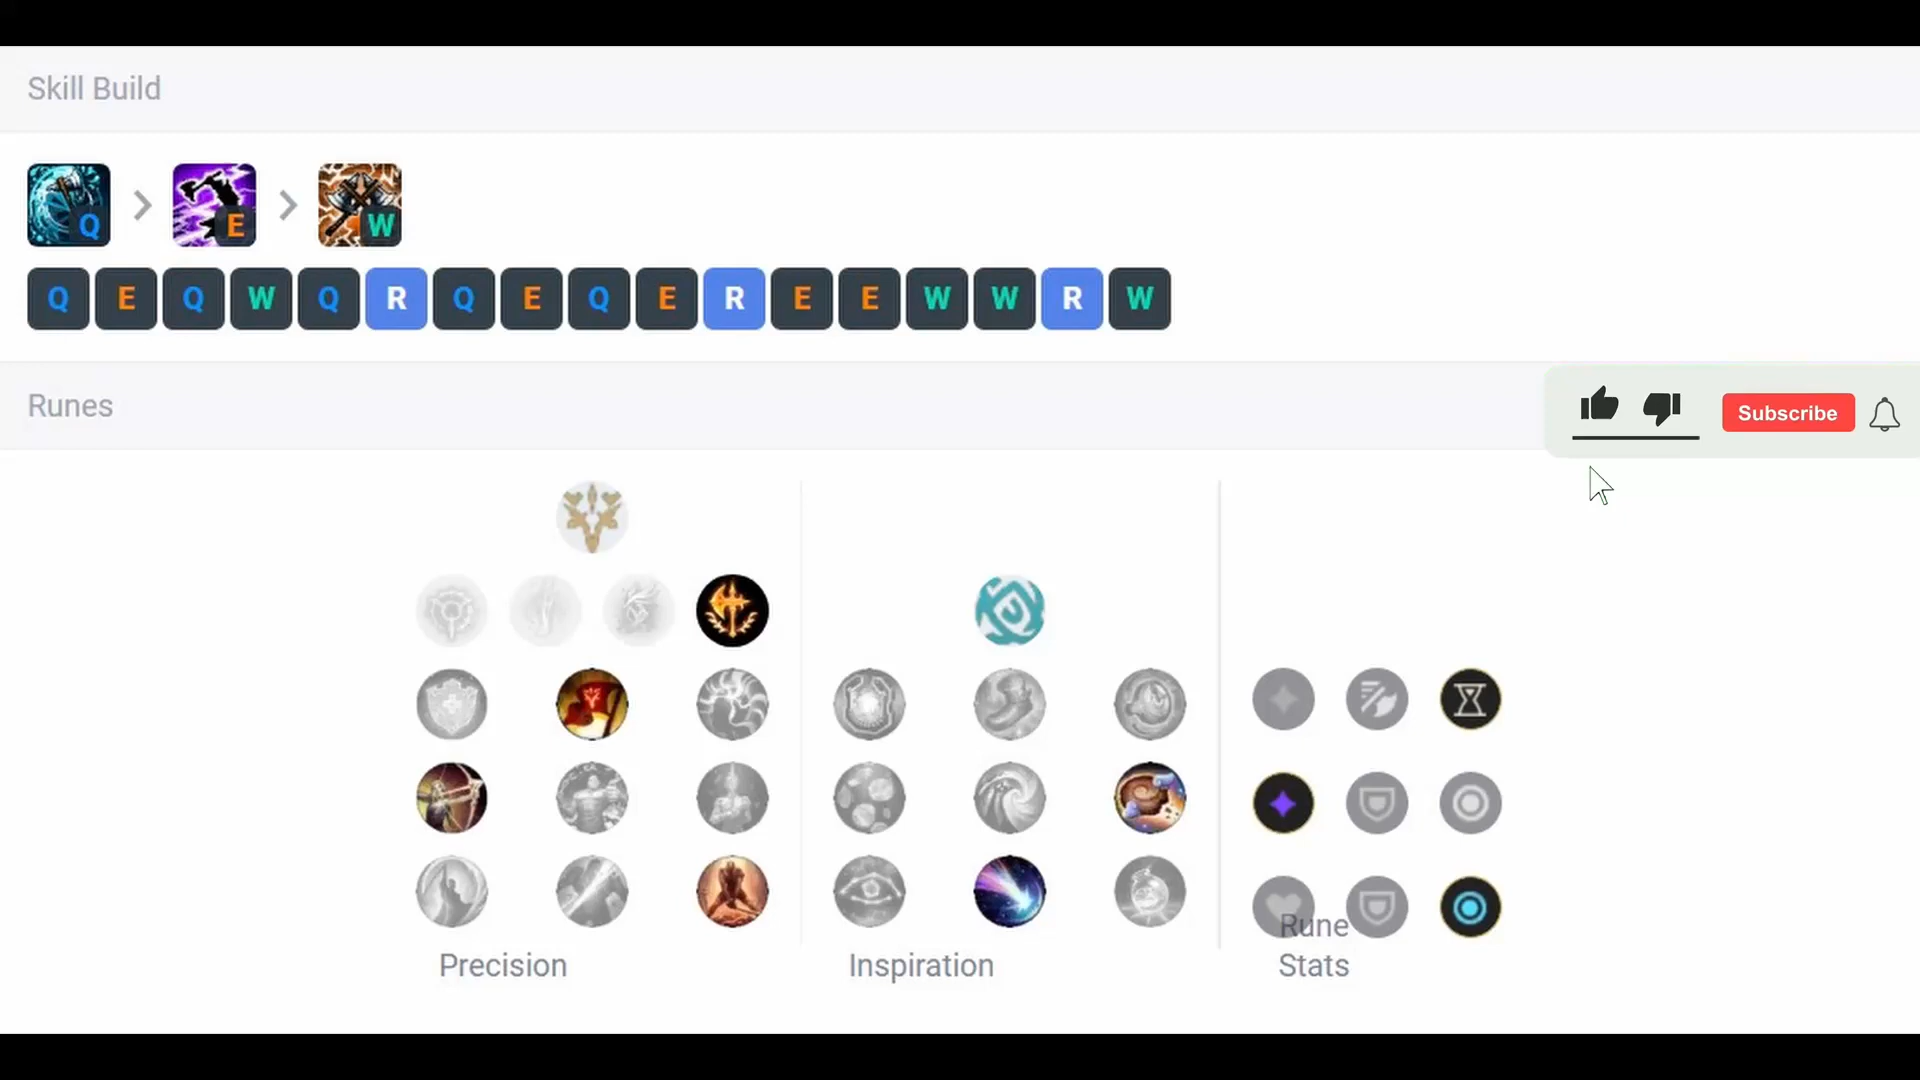 Skill Build
Q E W
Q E Q W Q R Q E Q E R E E W W R W
Runes
Subscribe
Precision
Inspiration
Rune
Stats